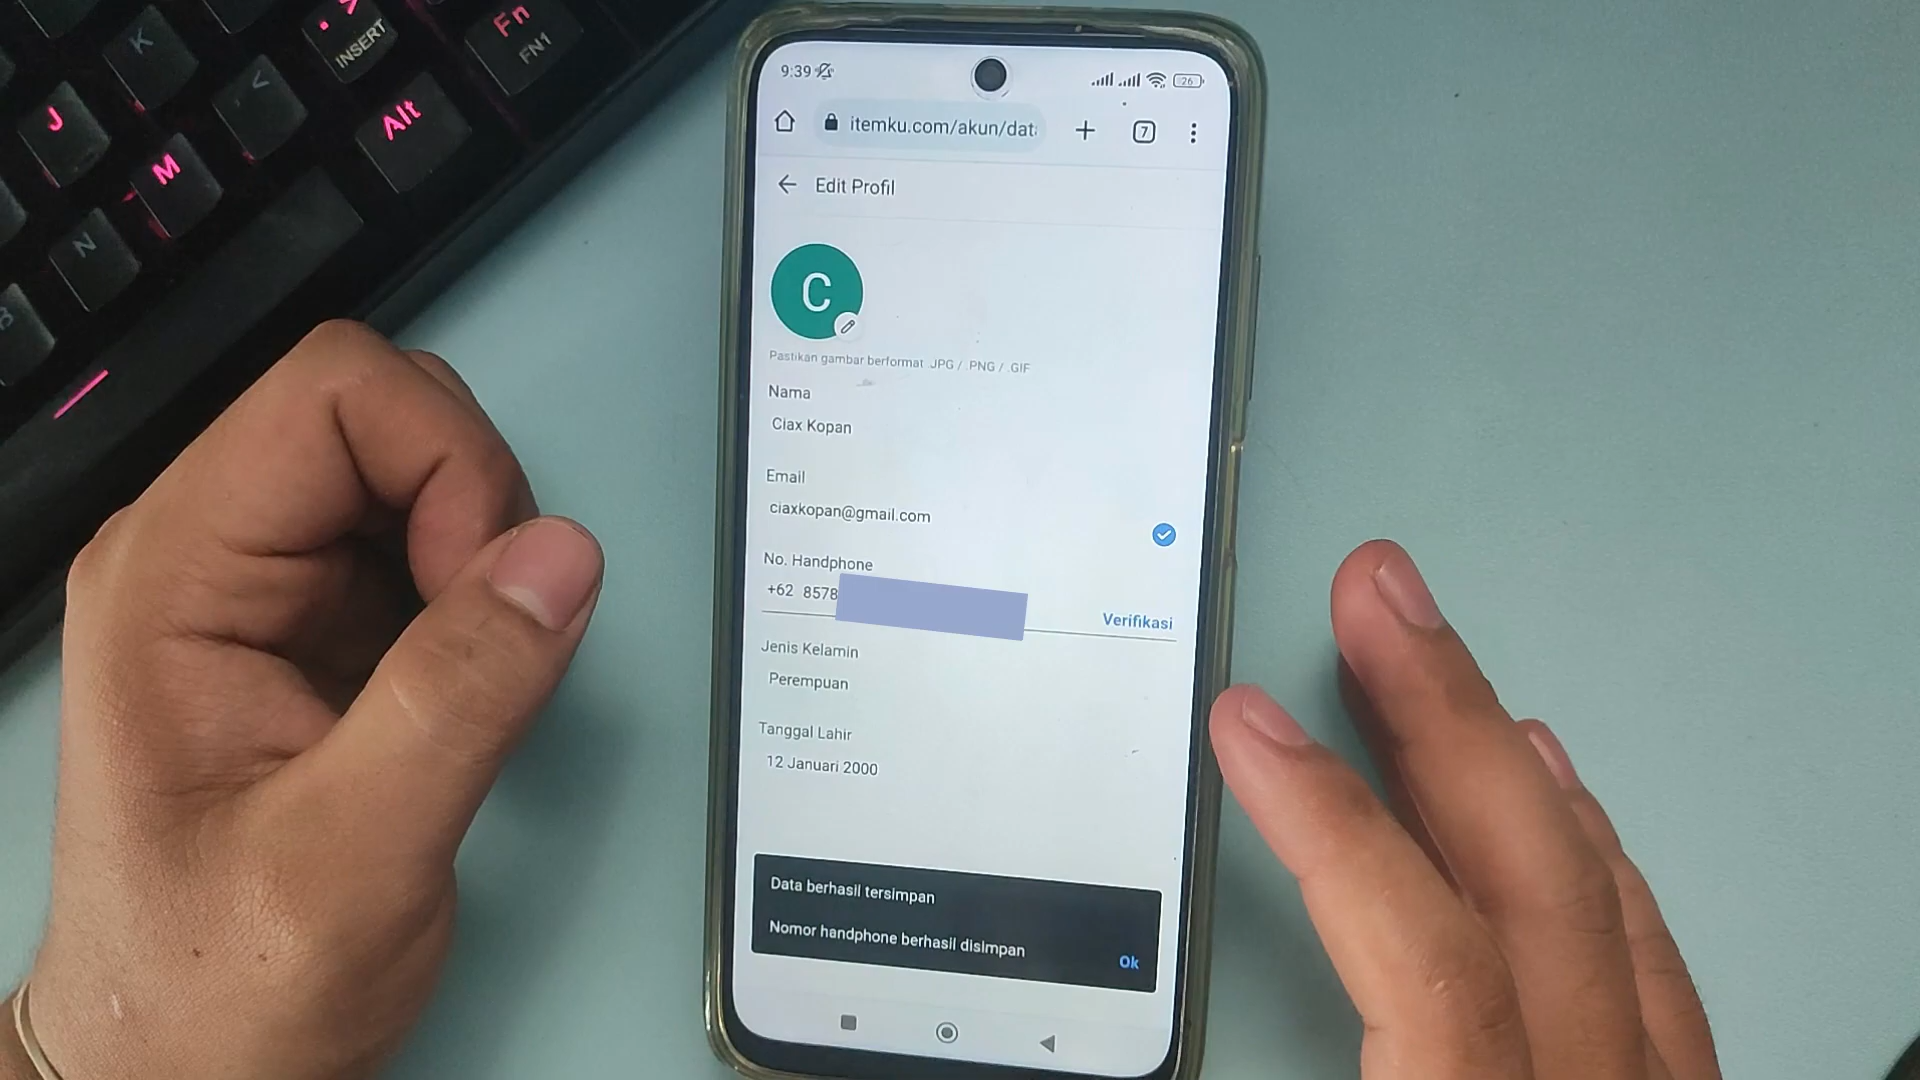 K
INSERT
Fn
FN1
J
<
Alt
M
N
B
9:39
26
itemku.com/akun/dat
7
Edit Profil
C
Pastikan gambar berformat .JPG / .PNG / .GIF
Nama
Ciax Kopan
Email
ciaxkopan@gmail.com
No. Handphone
+62 8578
Verifikasi
Jenis Kelamin
Perempuan
Tanggal Lahir
12 Januari 2000
Data berhasil tersimpan
Nomor handphone berhasil disimpan
Ok